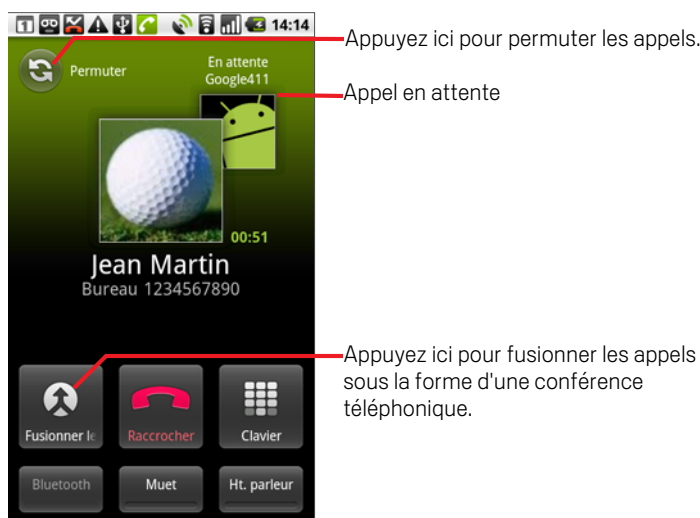 14:14
Permuter
En attente
Google411
00:51
Jean Martin
Bureau 1234567890
Fusionner le
Raccrocher
Clavier
Bluetooth
Muet
Ht. parleur
Appuyez ici pour permuter les appels.
Appel en attente
Appuyez ici pour fusionner les appels
sous la forme d'une conférence
téléphonique.